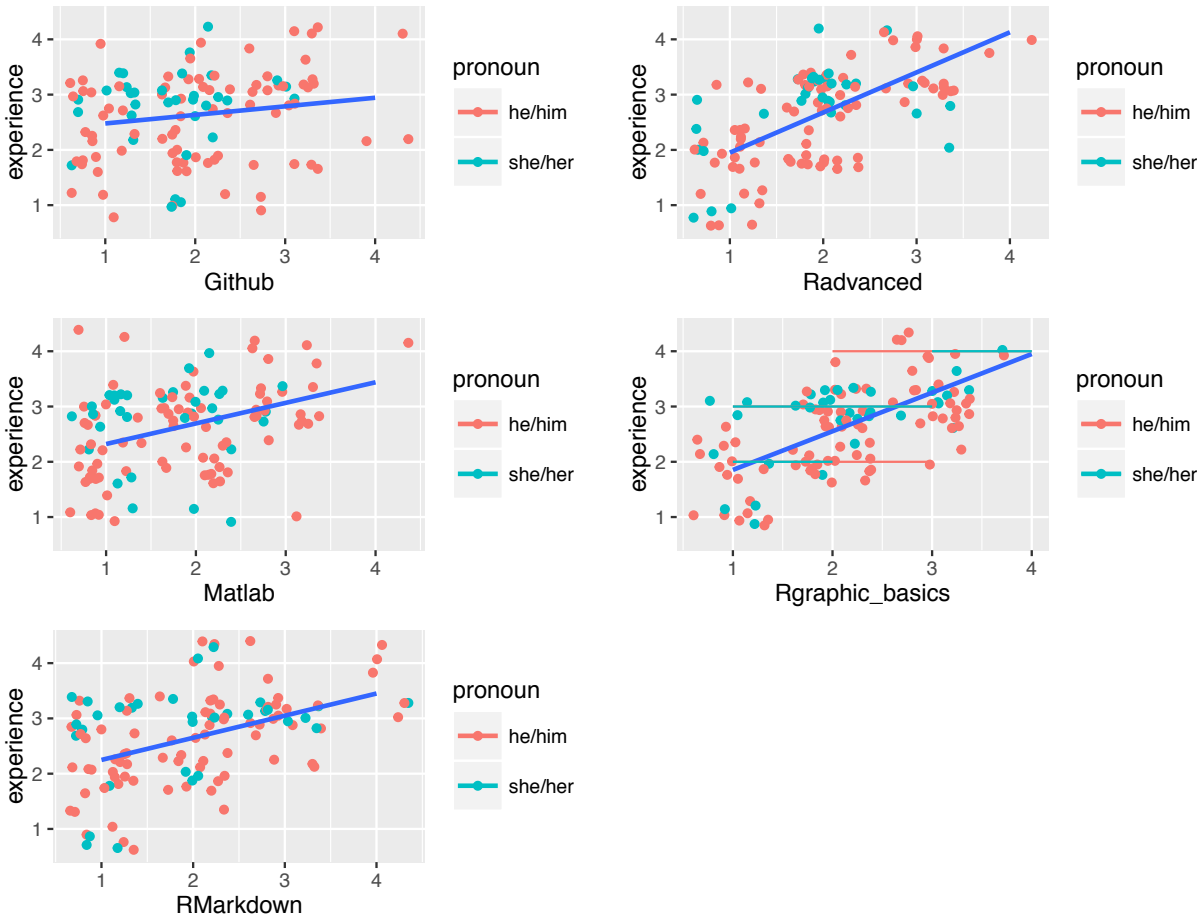 experience
4
3
2
1
1 2 3 4
Github
pronoun
he/him
she/her
experience
4
3
2
1
1 2 3 4
Radvanced
pronoun
he/him
she/her
experience
4
3
2
1
1 2 3 4
Matlab
pronoun
he/him
she/her
experience
4
3
2
1
1 2 3 4
Rgraphic_basics
pronoun
he/him
she/her
experience
4
3
2
1
1 2 3 4
RMarkdown
pronoun
he/him
she/her